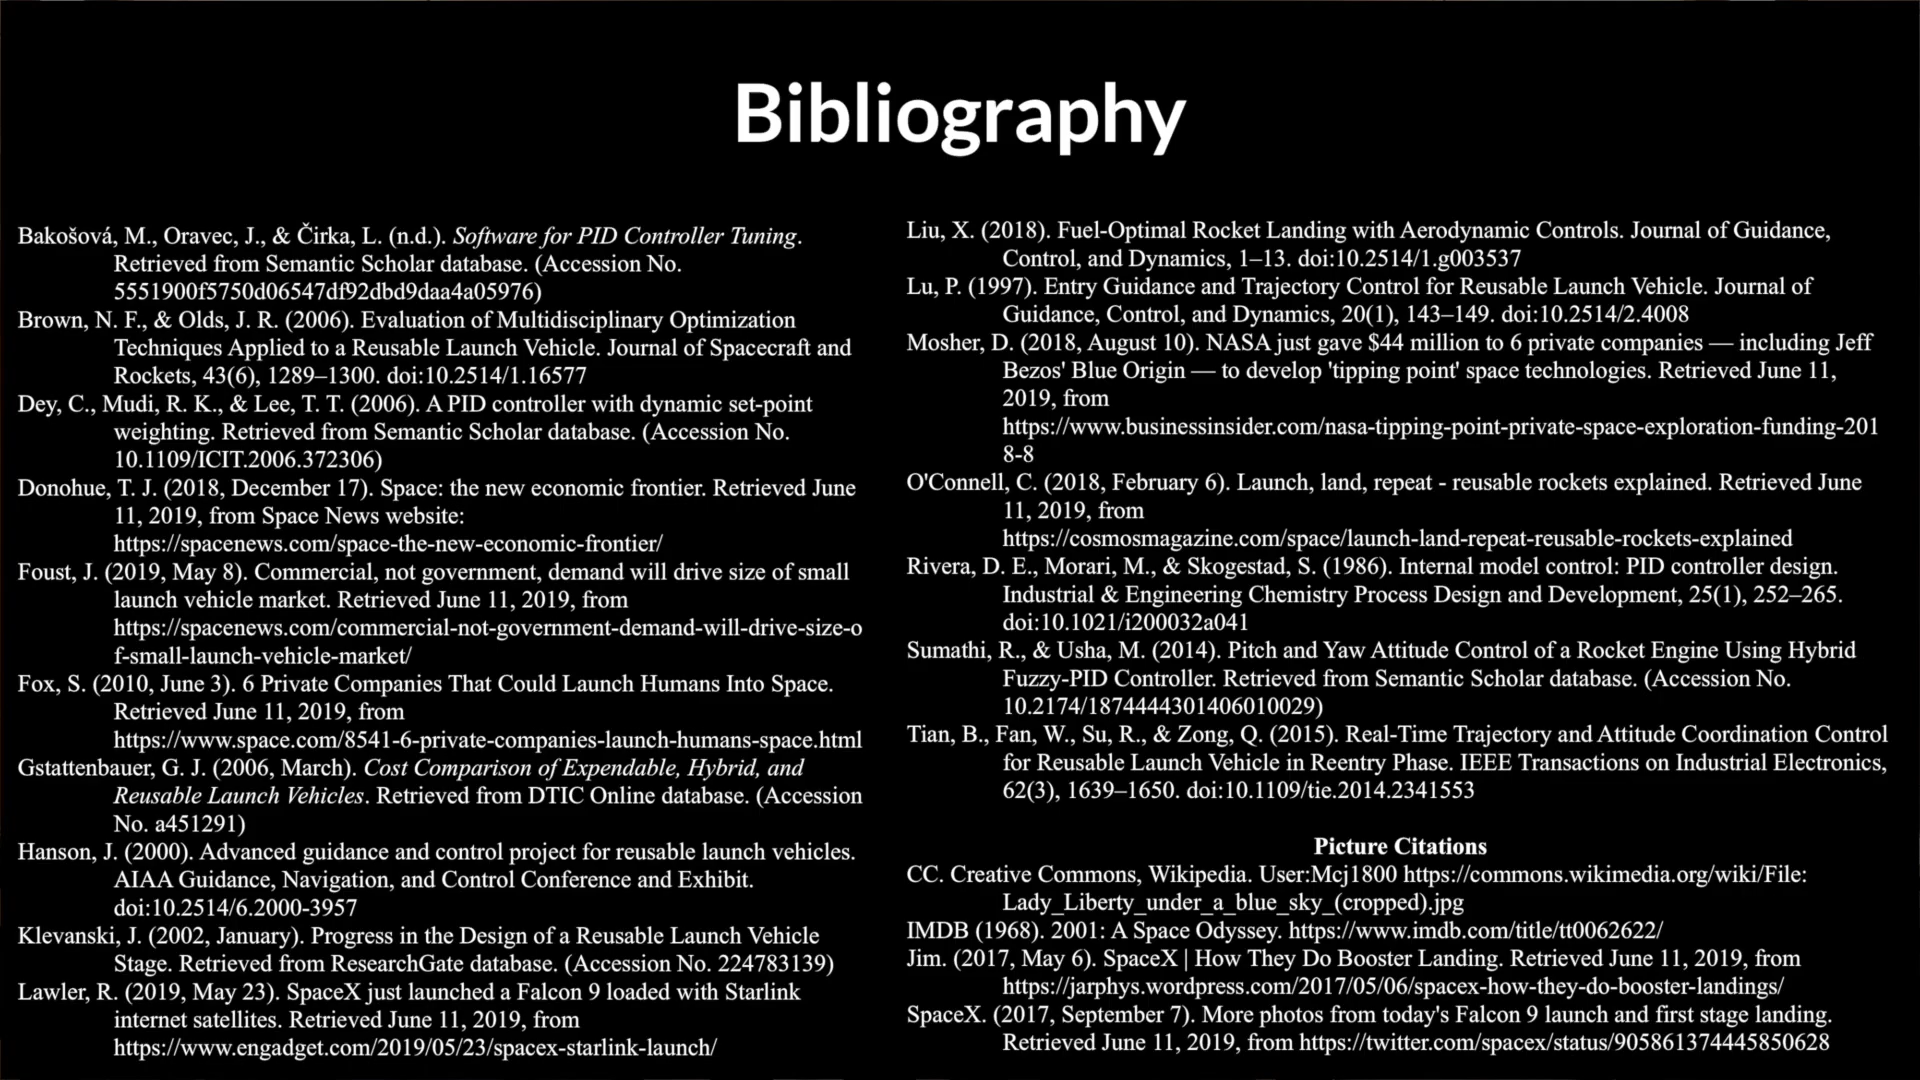 Bibliography
Bakošová, M., Oravec, J., & Čirka, L. (n.d.). Software for PID Controller Tuning.
Retrieved from Semantic Scholar database. (Accession No.
5551900f5750d06547df92dbd9daa4a05976)
Brown, N. F., & Olds, J. R. (2006). Evaluation of Multidisciplinary Optimization
Techniques Applied to a Reusable Launch Vehicle. Journal of Spacecraft and
Rockets, 43(6), 1289–1300. doi:10.2514/1.16577
Dey, C., Mudi, R. K., & Lee, T. T. (2006). A PID controller with dynamic set-point
weighting. Retrieved from Semantic Scholar database. (Accession No.
10.1109/ICIT.2006.372306)
Donohue, T. J. (2018, December 17). Space: the new economic frontier. Retrieved June
11, 2019, from Space News website:
https://spacenews.com/space-the-new-economic-frontier/
Foust, J. (2019, May 8). Commercial, not government, demand will drive size of small
launch vehicle market. Retrieved June 11, 2019, from
https://spacenews.com/commercial-not-government-demand-will-drive-size-o
f-small-launch-vehicle-market/
Fox, S. (2010, June 3). 6 Private Companies That Could Launch Humans Into Space.
Retrieved June 11, 2019, from
https://www.space.com/8541-6-private-companies-launch-humans-space.html
Gstattenbauer, G. J. (2006, March). Cost Comparison of Expendable, Hybrid, and
Reusable Launch Vehicles. Retrieved from DTIC Online database. (Accession
No. a451291)
Hanson, J. (2000). Advanced guidance and control project for reusable launch vehicles.
AIAA Guidance, Navigation, and Control Conference and Exhibit.
doi:10.2514/6.2000-3957
Klevanski, J. (2002, January). Progress in the Design of a Reusable Launch Vehicle
Stage. Retrieved from ResearchGate database. (Accession No. 224783139)
Lawler, R. (2019, May 23). SpaceX just launched a Falcon 9 loaded with Starlink
internet satellites. Retrieved June 11, 2019, from
https://www.engadget.com/2019/05/23/spacex-starlink-launch/
Liu, X. (2018). Fuel-Optimal Rocket Landing with Aerodynamic Controls. Journal of Guidance,
Control, and Dynamics, 1–13. doi:10.2514/1.g003537
Lu, P. (1997). Entry Guidance and Trajectory Control for Reusable Launch Vehicle. Journal of
Guidance, Control, and Dynamics, 20(1), 143–149. doi:10.2514/2.4008
Mosher, D. (2018, August 10). NASA just gave $44 million to 6 private companies — including Jeff
Bezos' Blue Origin — to develop 'tipping point' space technologies. Retrieved June 11,
2019, from
https://www.businessinsider.com/nasa-tipping-point-private-space-exploration-funding-201
8-8
O'Connell, C. (2018, February 6). Launch, land, repeat - reusable rockets explained. Retrieved June
11, 2019, from
https://cosmosmagazine.com/space/launch-land-repeat-reusable-rockets-explained
Rivera, D. E., Morari, M., & Skogestad, S. (1986). Internal model control: PID controller design.
Industrial & Engineering Chemistry Process Design and Development, 25(1), 252–265.
doi:10.1021/i200032a041
Sumathi, R., & Usha, M. (2014). Pitch and Yaw Attitude Control of a Rocket Engine Using Hybrid
Fuzzy-PID Controller. Retrieved from Semantic Scholar database. (Accession No.
10.2174/1874444301406010029)
Tian, B., Fan, W., Su, R., & Zong, Q. (2015). Real-Time Trajectory and Attitude Coordination Control
for Reusable Launch Vehicle in Reentry Phase. IEEE Transactions on Industrial Electronics,
62(3), 1639–1650. doi:10.1109/tie.2014.2341553
Picture Citations
CC. Creative Commons, Wikipedia. User:Mcj1800 https://commons.wikimedia.org/wiki/File:
Lady_Liberty_under_a_blue_sky_(cropped).jpg
IMDB (1968). 2001: A Space Odyssey. https://www.imdb.com/title/tt0062622/
Jim. (2017, May 6). SpaceX | How They Do Booster Landing. Retrieved June 11, 2019, from
https://jarphys.wordpress.com/2017/05/06/spacex-how-they-do-booster-landings/
SpaceX. (2017, September 7). More photos from today's Falcon 9 launch and first stage landing.
Retrieved June 11, 2019, from https://twitter.com/spacex/status/905861374445850628